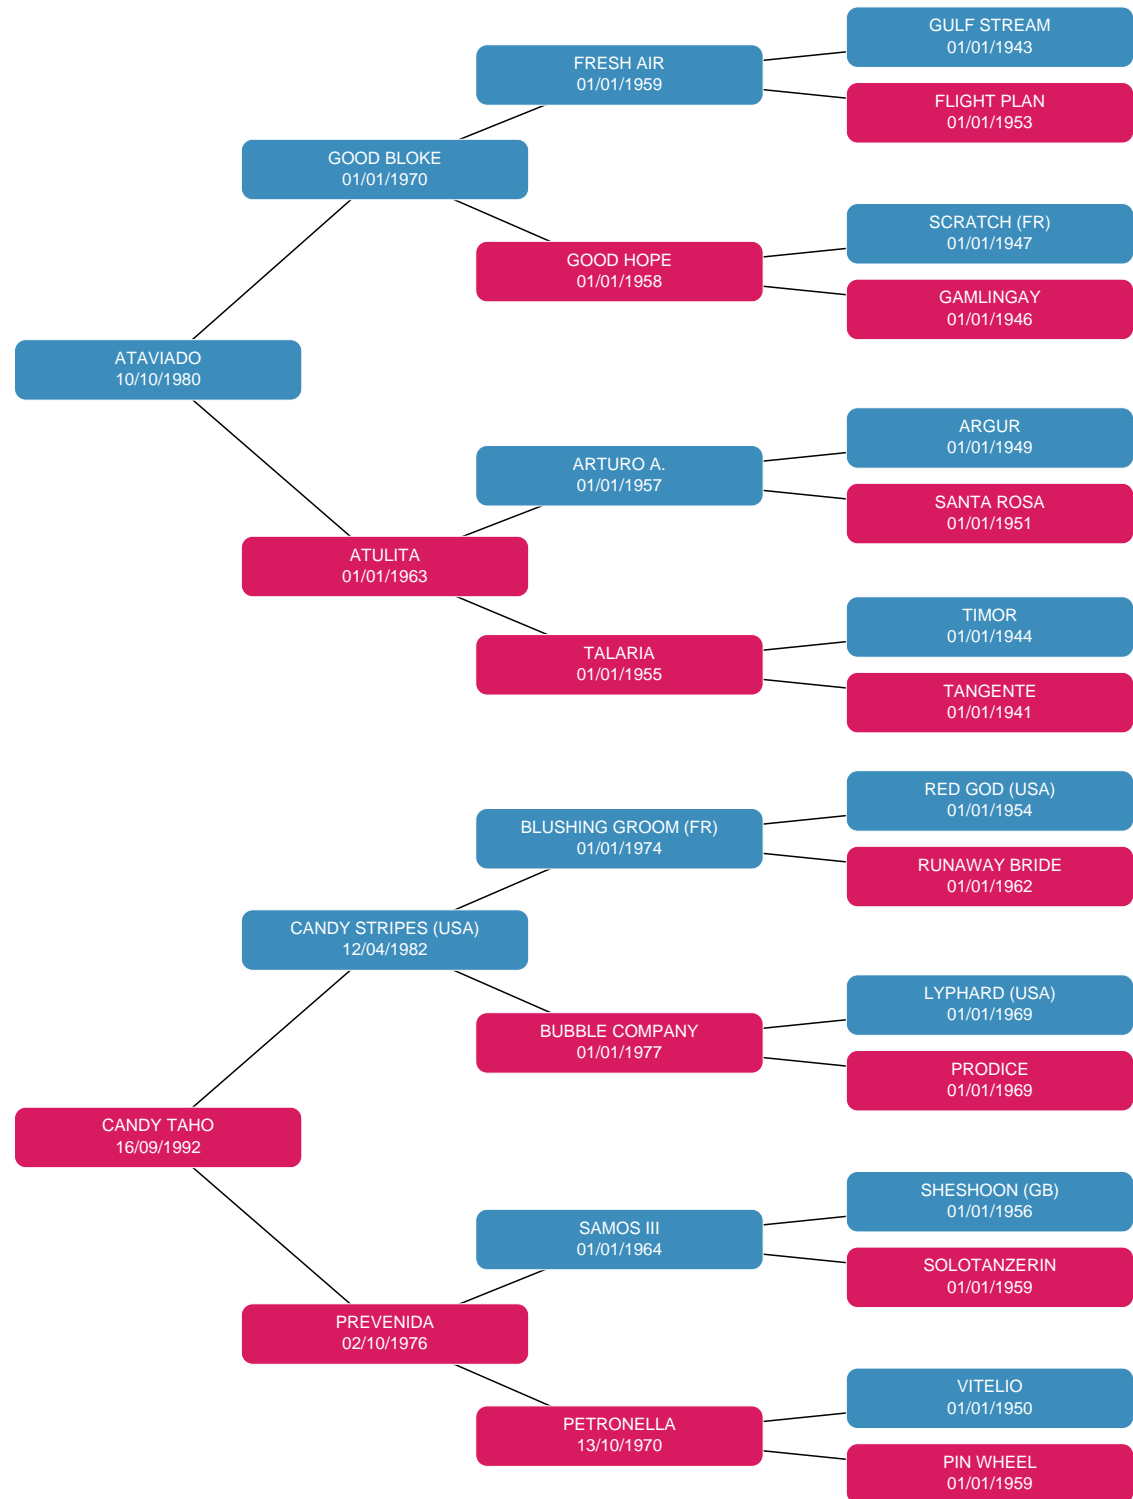 GULF STREAM
01/01/1943
FRESH AIR
01/01/1959
FLIGHT PLAN
01/01/1953
GOOD BLOKE
01/01/1970
SCRATCH (FR)
01/01/1947
GOOD HOPE
01/01/1958
GAMLINGAY
01/01/1946
ATAVIADO
10/10/1980
ARGUR
01/01/1949
ARTURO A.
01/01/1957
SANTA ROSA
01/01/1951
ATULITA
01/01/1963
TIMOR
01/01/1944
TALARIA
01/01/1955
TANGENTE
01/01/1941
RED GOD (USA)
01/01/1954
BLUSHING GROOM (FR)
01/01/1974
RUNAWAY BRIDE
01/01/1962
CANDY STRIPES (USA)
12/04/1982
LYPHARD (USA)
01/01/1969
BUBBLE COMPANY
01/01/1977
PRODICE
01/01/1969
CANDY TAHO
16/09/1992
SHESHOON (GB)
01/01/1956
SAMOS III
01/01/1964
SOLOTANZERIN
01/01/1959
PREVENIDA
02/10/1976
VITELIO
01/01/1950
PETRONELLA
13/10/1970
PIN WHEEL
01/01/1959